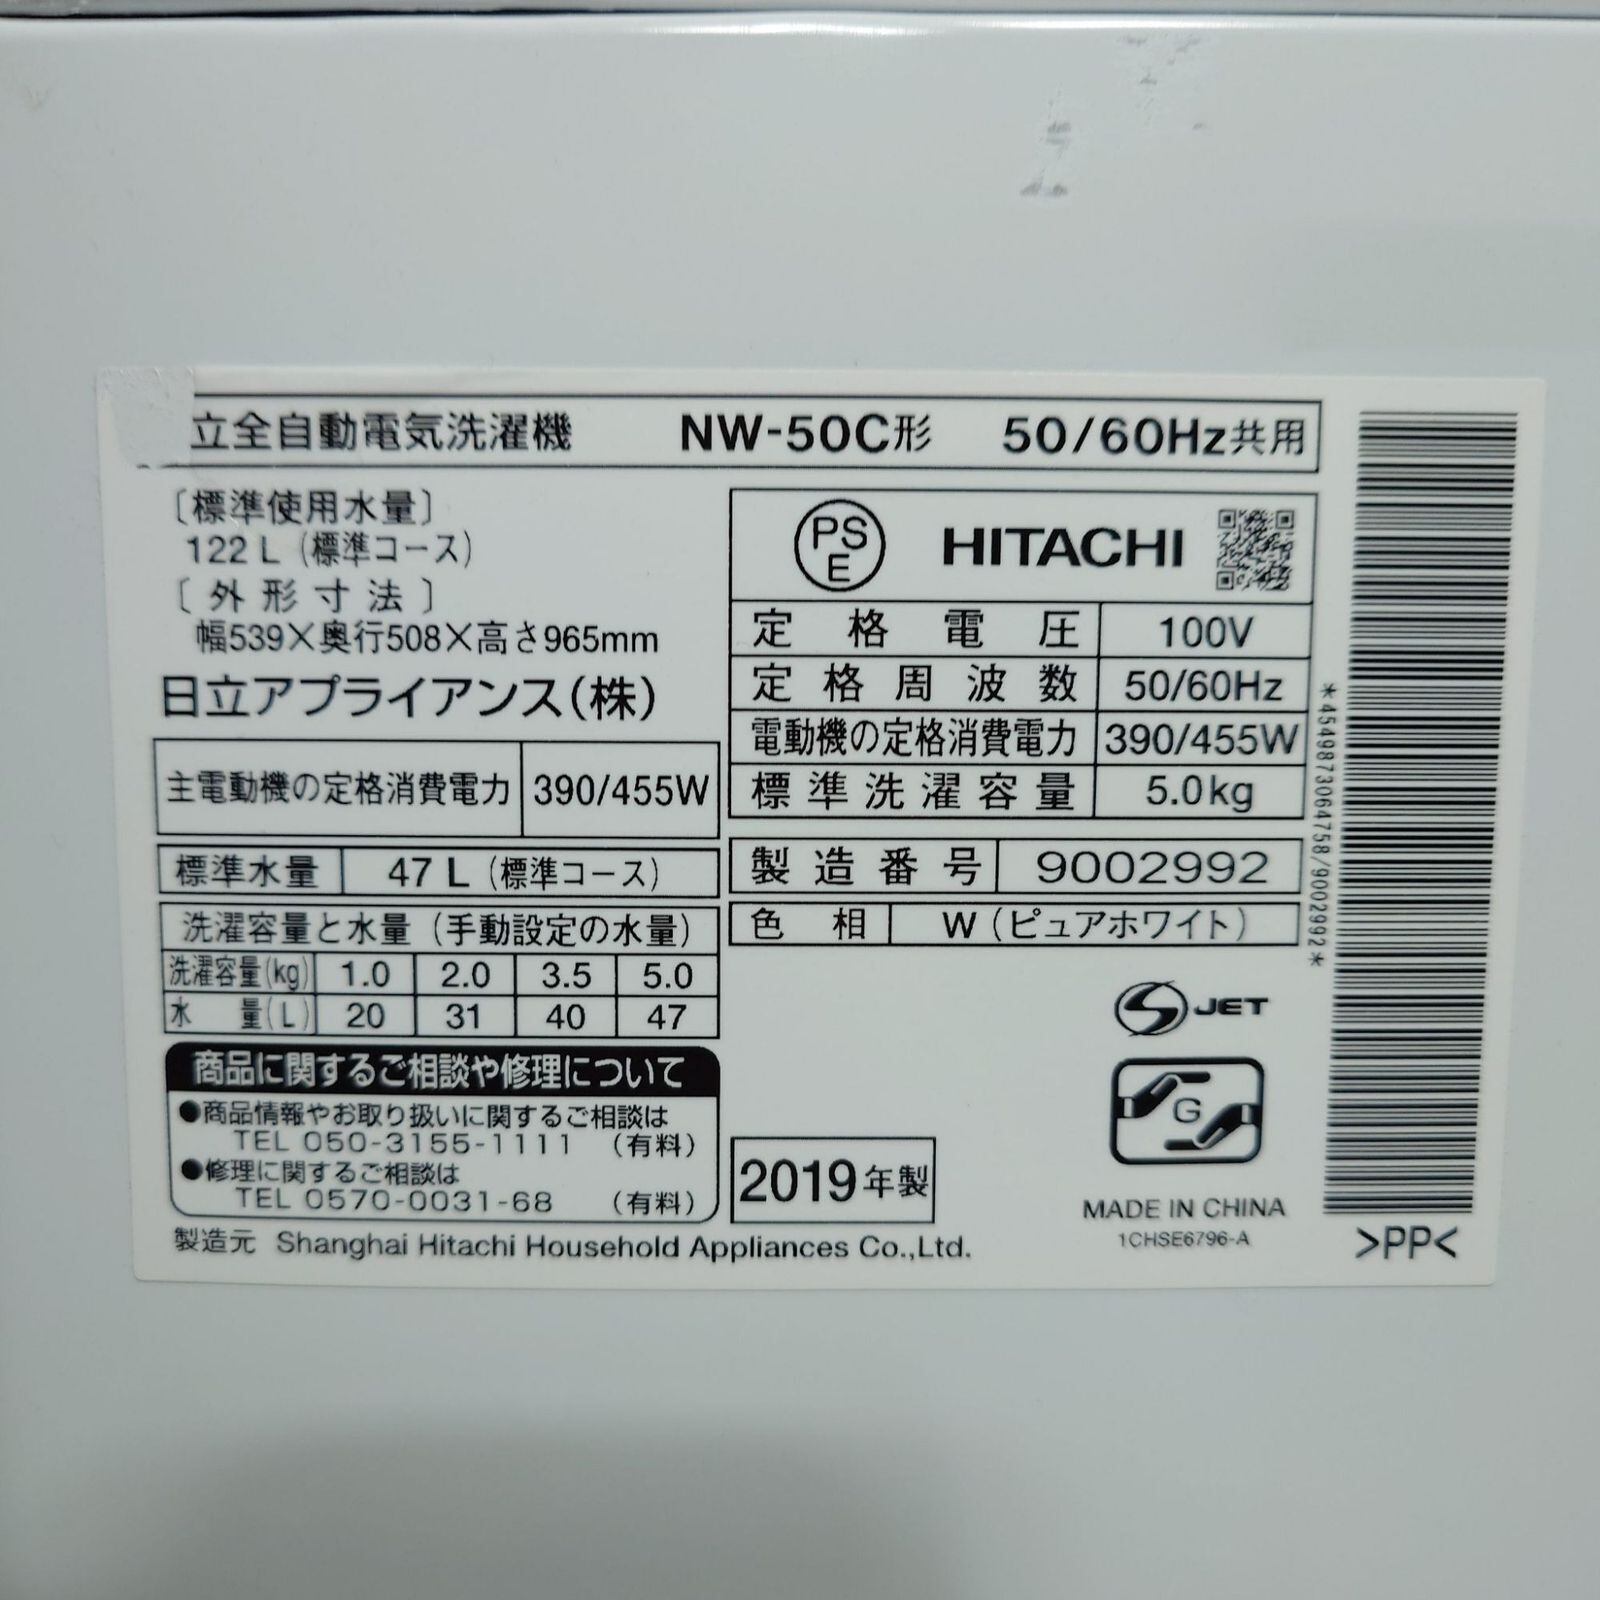 立全自動電気洗濯機 NW-50C形 50/60Hz共用
〔標準使用水量〕
122 L (標準コース)
〔外形寸法〕
幅539×奥行508×高さ965mm
日立アプライアンス(株)
主電動機の定格消費電力 390/455W
標準水量 47 L (標準コース)
洗濯容量と水量 (手動設定の水量)
洗濯容量(kg) 1.0 2.0 3.5 5.0
水量(L) 20 31 40 47
商品に関するご相談や修理について
●商品情報やお取り扱いに関するご相談は
TEL 050-3155-1111 (有料)
●修理に関するご相談は
TEL 0570-0031-68 (有料)
製造元 Shanghai Hitachi Household Appliances Co.,Ltd.
PS E HITACHI
定格電圧 100V
定格周波数 50/60Hz
電動機の定格消費電力 390/455W
標準洗濯容量 5.0kg
製造番号 9002992
色相 W (ピュアホワイト)
S JET
G
2019年製
MADE IN CHINA
1CHSE6796-A
*4549873064758/9002992*
>PP<